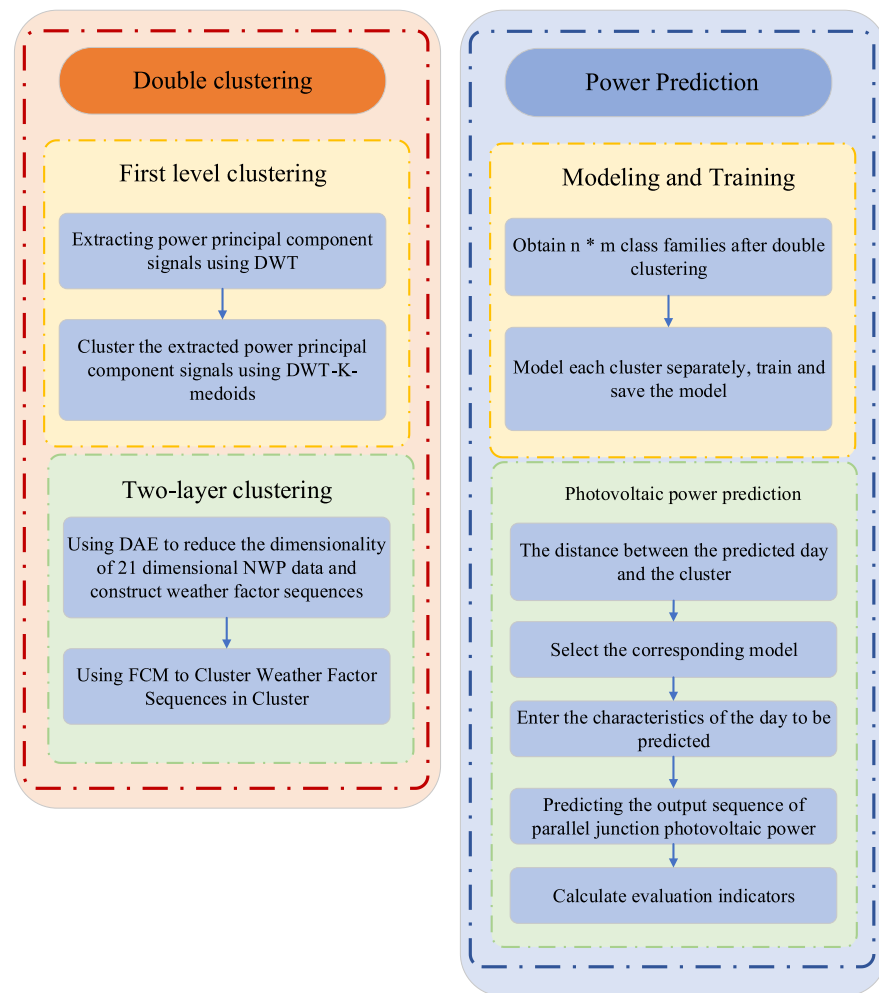 Double clustering
First level clustering
Extracting power principal component
signals using DWT
Cluster the extracted power principal
component signals using DWT-K-
medoids
Two-layer clustering
Using DAE to reduce the dimensionality
of 21 dimensional NWP data and
construct weather factor sequences
Using FCM to Cluster Weather Factor
Sequences in Cluster
Power Prediction
Modeling and Training
Obtain n * m class families after double
clustering
Model each cluster separately, train and
save the model
Photovoltaic power prediction
The distance between the predicted day
and the cluster
Select the corresponding model
Enter the characteristics of the day to be
predicted
Predicting the output sequence of
parallel junction photovoltaic power
Calculate evaluation indicators